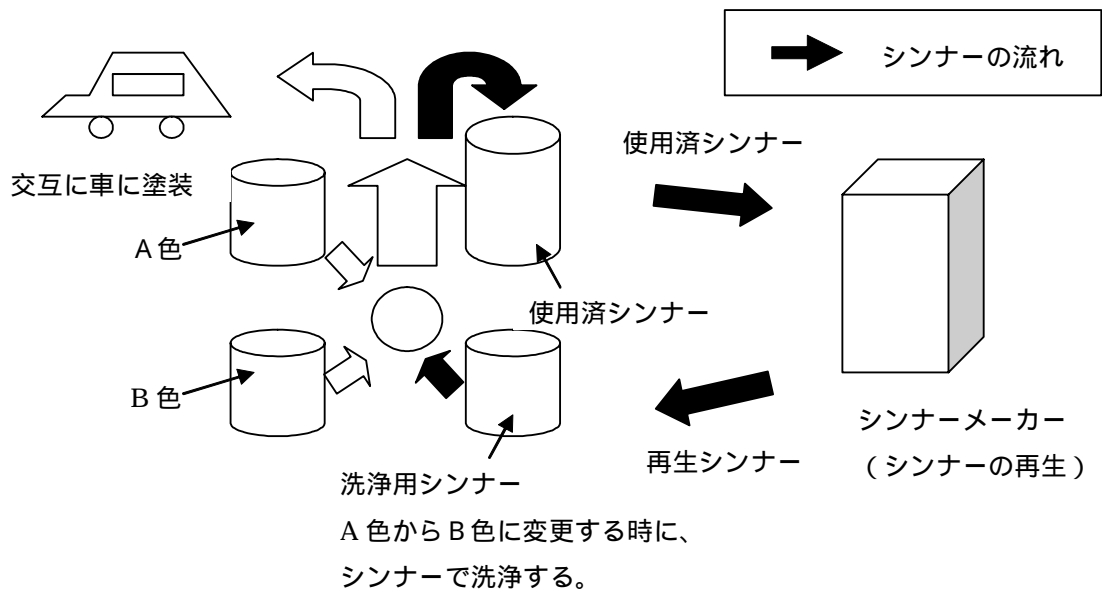 シンナーの流れ
使用済シンナー
交互に車に塗装
A色
使用済シンナー
B色
シンナーメーカー
(シンナーの再生)
再生シンナー
洗浄用シンナー
A色からB色に変更する時に、
シンナーで洗浄する。